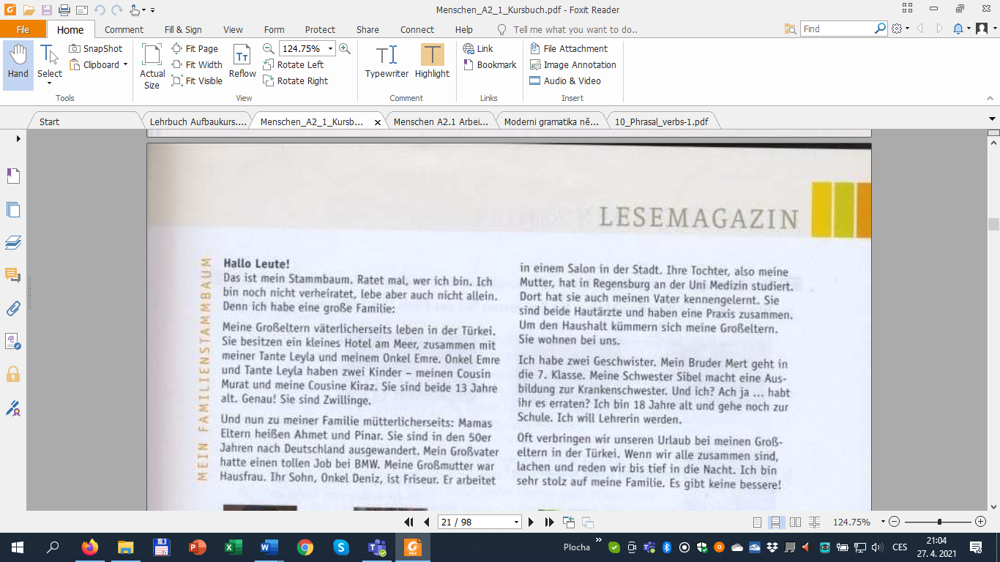 Menschen_A2_1_Kursbuch.pdf - Foxit Reader
File
Home
Comment
Fill & Sign
View
Form
Protect
Share
Connect
Help
Tell me what you want to do..
Find
Hand
Select
SnapShot
Clipboard
Tools
Actual
Size
Fit Page
Fit Width
Fit Visible
Reflow
124.75%
Rotate Left
Rotate Right
View
Typewriter
Highlight
Comment
Link
Bookmark
Links
File Attachment
Image Annotation
Audio & Video
Insert
Start
Lehrbuch Aufbaukurs....
Menschen_A2_1_Kursb...
Menschen A2.1 Arbei...
Moderni gramatika ně...
10_Phrasal_verbs-1.pdf
LESEMAGAZIN
MEIN FAMILIENSTAMMBAUM
Hallo Leute!
Das ist mein Stammbaum. Ratet mal, wer ich bin. Ich
bin noch nicht verheiratet, lebe aber auch nicht allein.
Denn ich habe eine große Familie:
Meine Großeltern väterlicherseits leben in der Türkei.
Sie besitzen ein kleines Hotel am Meer, zusammen mit
meiner Tante Leyla und meinem Onkel Emre. Onkel Emre
und Tante Leyla haben zwei Kinder – meinen Cousin
Murat und meine Cousine Kiraz. Sie sind beide 13 Jahre
alt. Genau! Sie sind Zwillinge.
Und nun zu meiner Familie mütterlicherseits: Mamas
Eltern heißen Ahmet und Pinar. Sie sind in den 50er
Jahren nach Deutschland ausgewandert. Mein Großvater
hatte einen tollen Job bei BMW. Meine Großmutter war
Hausfrau. Ihr Sohn, Onkel Deniz, ist Friseur. Er arbeitet
in einem Salon in der Stadt. Ihre Tochter, also meine
Mutter, hat in Regensburg an der Uni Medizin studiert.
Dort hat sie auch meinen Vater kennengelernt. Sie
sind beide Hautärzte und haben eine Praxis zusammen.
Um den Haushalt kümmern sich meine Großeltern.
Sie wohnen bei uns.
Ich habe zwei Geschwister. Mein Bruder Mert geht in
die 7. Klasse. Meine Schwester Sibel macht eine Aus-
bildung zur Krankenschwester. Und ich? Ach ja ... habt
ihr es erraten? Ich bin 18 Jahre alt und gehe noch zur
Schule. Ich will Lehrerin werden.
Oft verbringen wir unseren Urlaub bei meinen Groß-
eltern in der Türkei. Wenn wir alle zusammen sind,
lachen und reden wir bis tief in die Nacht. Ich bin
sehr stolz auf meine Familie. Es gibt keine bessere!
21 / 98
124.75%
Plocha
CES
21:04
27. 4. 2021